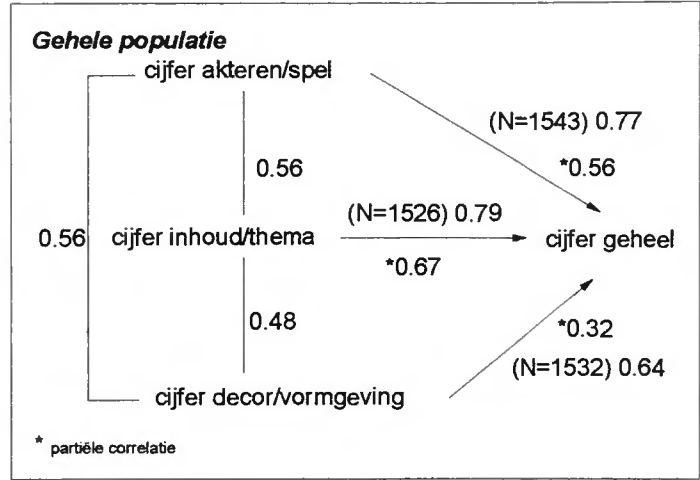 Gehele populatie
cijfer akteren/spel
(N=1543) 0.77
*0.56
0.56
(N=1526) 0.79
0.56
cijfer inhoud/thema
cijfer geheel
*0.67
0.48
*0.32
(N=1532) 0.64
cijfer decor/vormgeving
* partiële correlatie